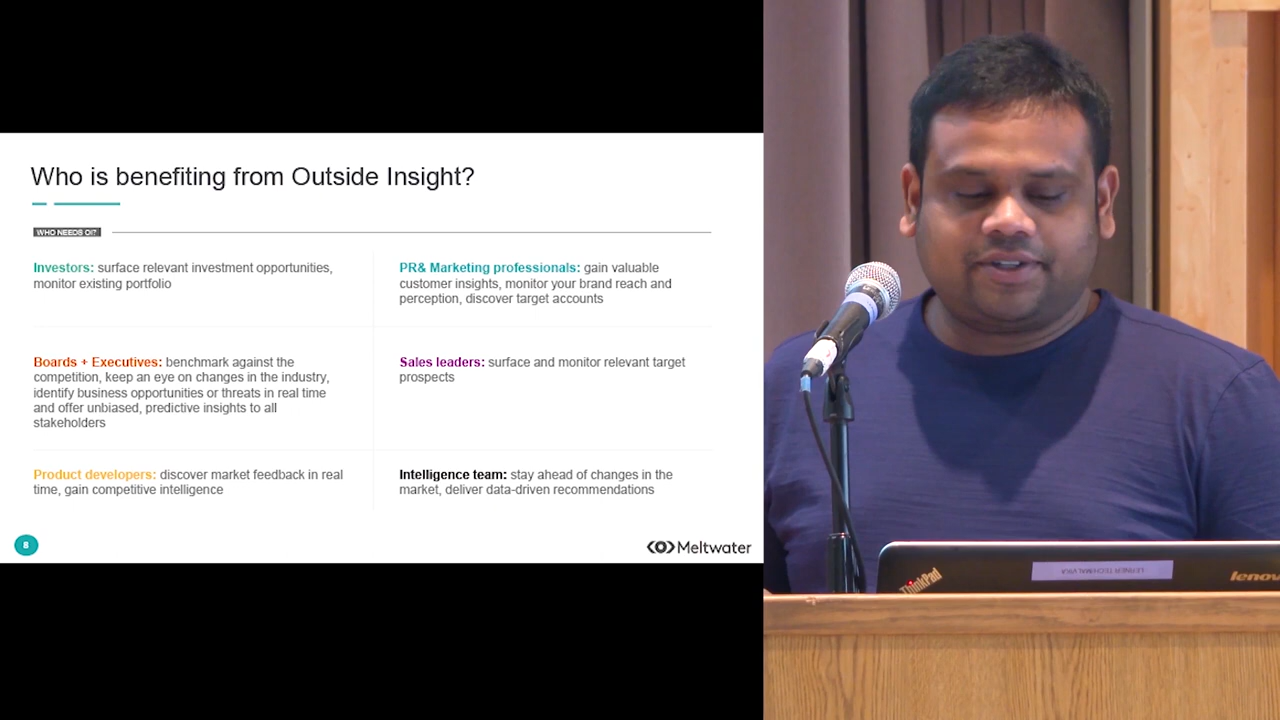 Who is benefiting from Outside Insight?
WHO NEEDS OI?
Investors: surface relevant investment opportunities,
monitor existing portfolio
PR& Marketing professionals: gain valuable
customer insights, monitor your brand reach and
perception, discover target accounts
Boards + Executives: benchmark against the
competition, keep an eye on changes in the industry,
identify business opportunities or threats in real time
and offer unbiased, predictive insights to all
stakeholders
Sales leaders: surface and monitor relevant target
prospects
Product developers: discover market feedback in real
time, gain competitive intelligence
Intelligence team: stay ahead of changes in the
market, deliver data-driven recommendations
8
Meltwater
ThinkPad